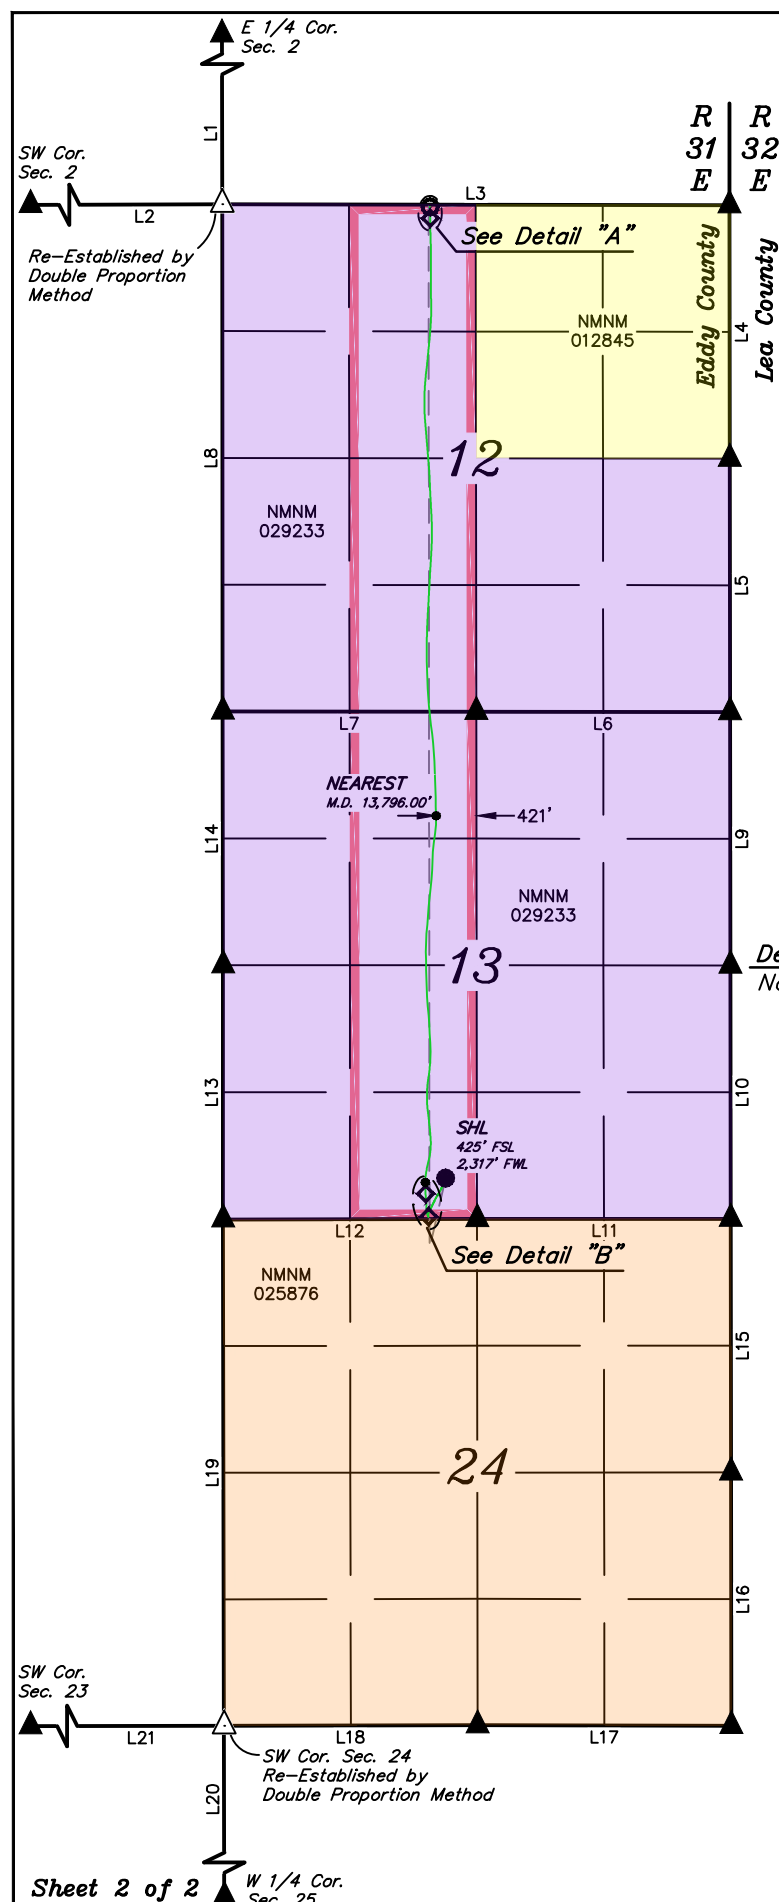 E 1/4 Cor.
Sec. 2
L1
R R
31 32
E E
SW Cor.
Sec. 2
L2
L3
Re-Established by
Double Proportion
Method
See Detail "A"
NMNM
012845
Eddy County
Lea County
L4
L8
12
NMNM
029233
L5
L7
L6
NEAREST
M.D. 13,796.00'
421'
L14
L9
NMNM
029233
13
L13
L10
SHL
425' FSL
2,317' FWL
L12
L11
See Detail "B"
NMNM
025876
L15
L19
24
L16
SW Cor.
Sec. 23
L21
L18
L17
SW Cor. Sec. 24
Re-Established by
Double Proportion Method
L20
Sheet 2 of 2
W 1/4 Cor.
Sec. 25